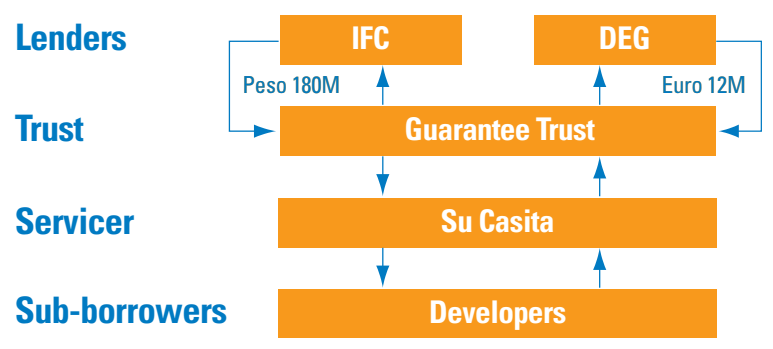 Lenders IFC DEG
Peso 180M Euro 12M
Trust Guarantee Trust
Servicer Su Casita
Sub-borrowers Developers